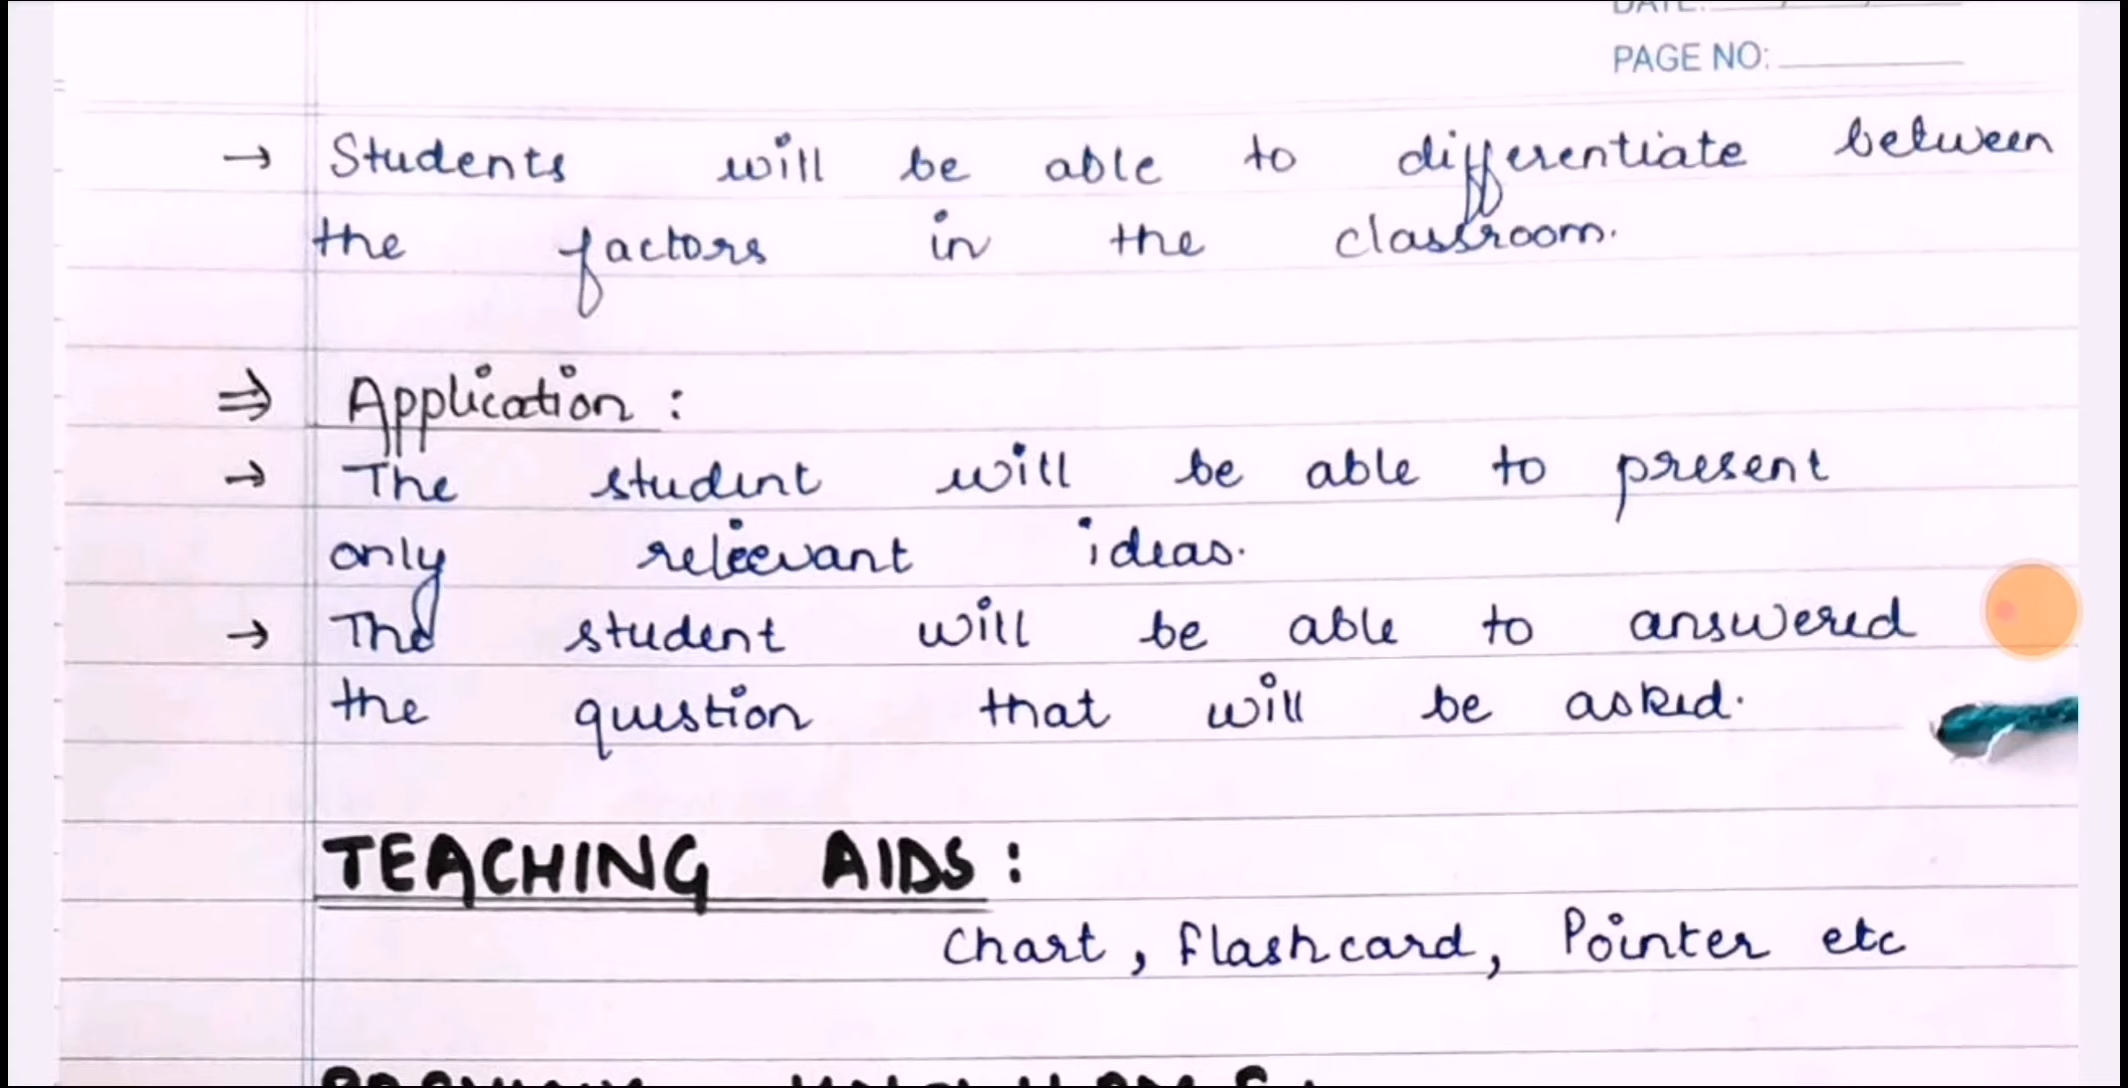 DATE:
PAGE NO:
→ Students will be able to differentiate between
the factors in the classroom.
⇒ Application :
→ The student will be able to present
only releevant ideas.
→ The student will be able to answered
the question that will be asked.
TEACHING AIDS :
Chart, Flashcard, Pointer etc